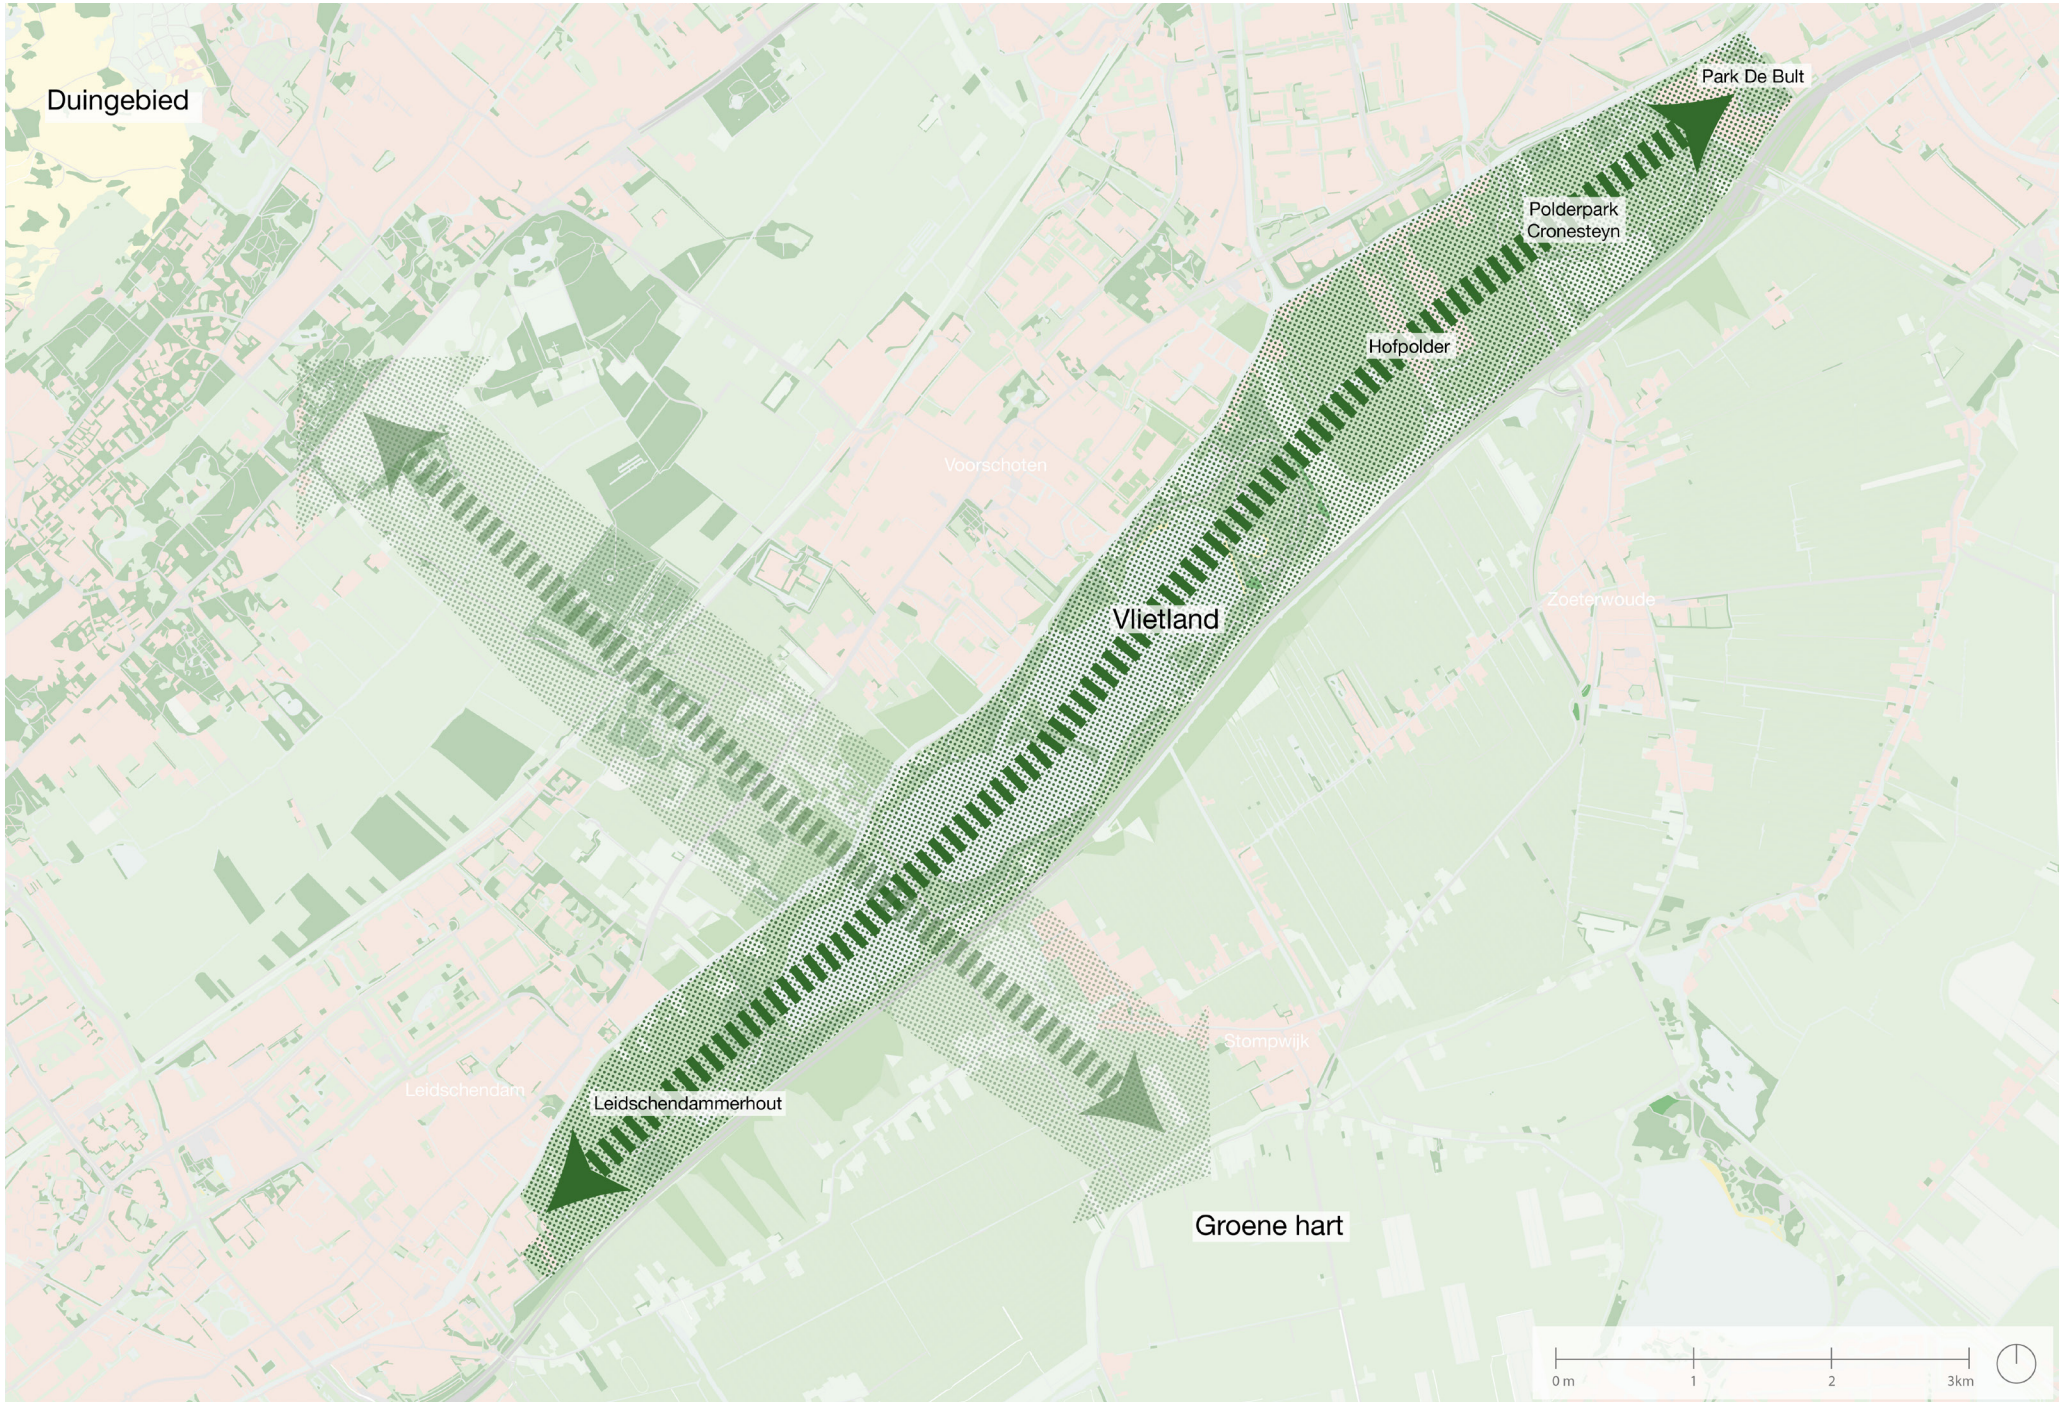 Duingebied
Park De Bult
Polderpark
Cronesteyn
Hofpolder
Voorschoten
Zoeterwoude
Vlietland
Stompwijk
Leidschendam
Leidschendammerhout
Groene hart
0 m
1
2
3km